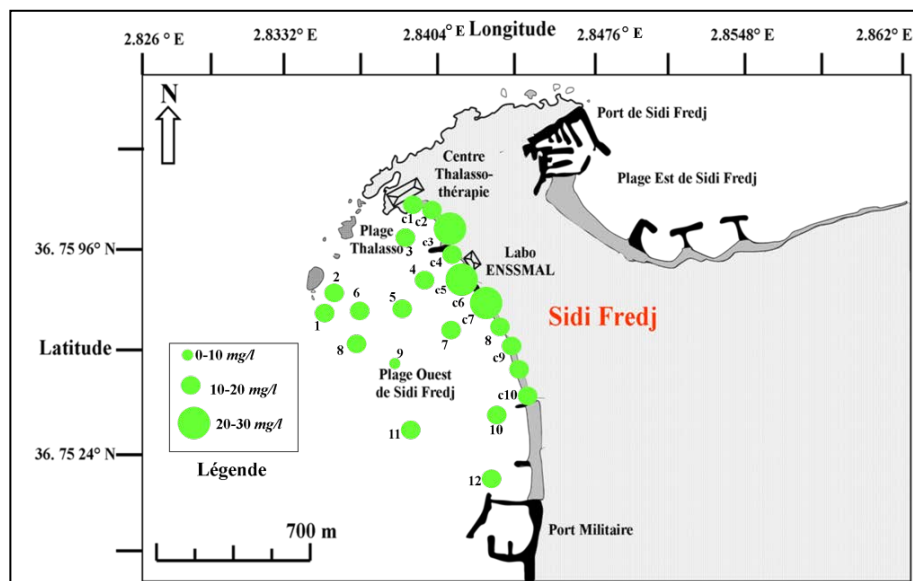 Longitude
2.826 ° E
2.8332 ° E
2.8404° E
2.8476 ° E
2.8548° E
2.862 ° E
N
Port de Sidi Fredj
Centre
Thalasso-
thérapie
Plage Est de Sidi Fredj
c1
c2
Plage
Thalasso
3
c3
36.75 96° N
c4
Labo
ENSSMAL
4
c5
2
c6
6
5
c7
Sidi Fredj
1
8
7
Latitude
8
c9
9
0-10 mg/l
Plage Ouest
de Sidi Fredj
10-20 mg/l
c10
20-30 mg/l
10
11
36.75 24° N
Légende
12
700 m
Port Militaire